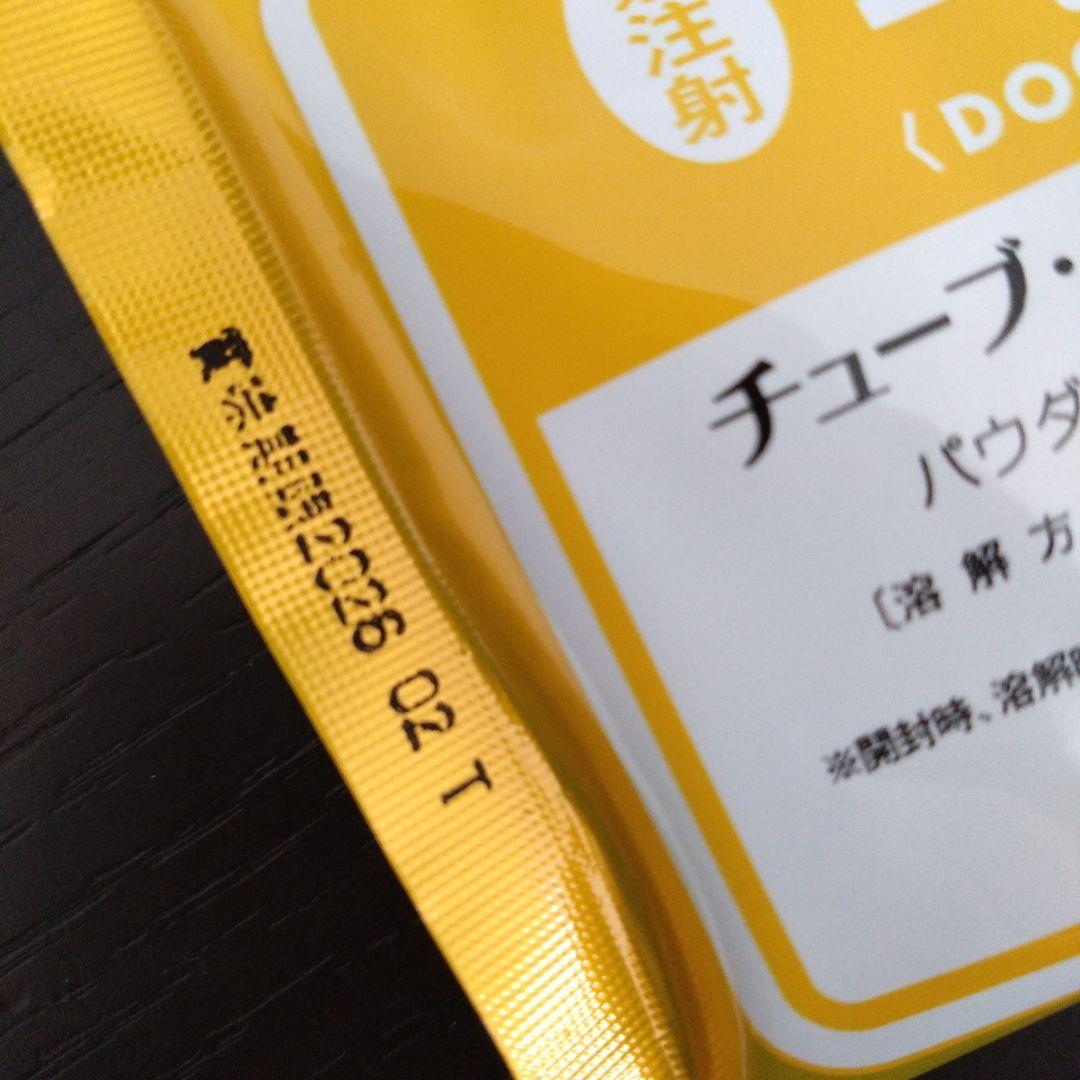 注射
〈DO
チューブ・
パウダ
〔溶解方
※開封時、溶解
賞味期限2026
02
T